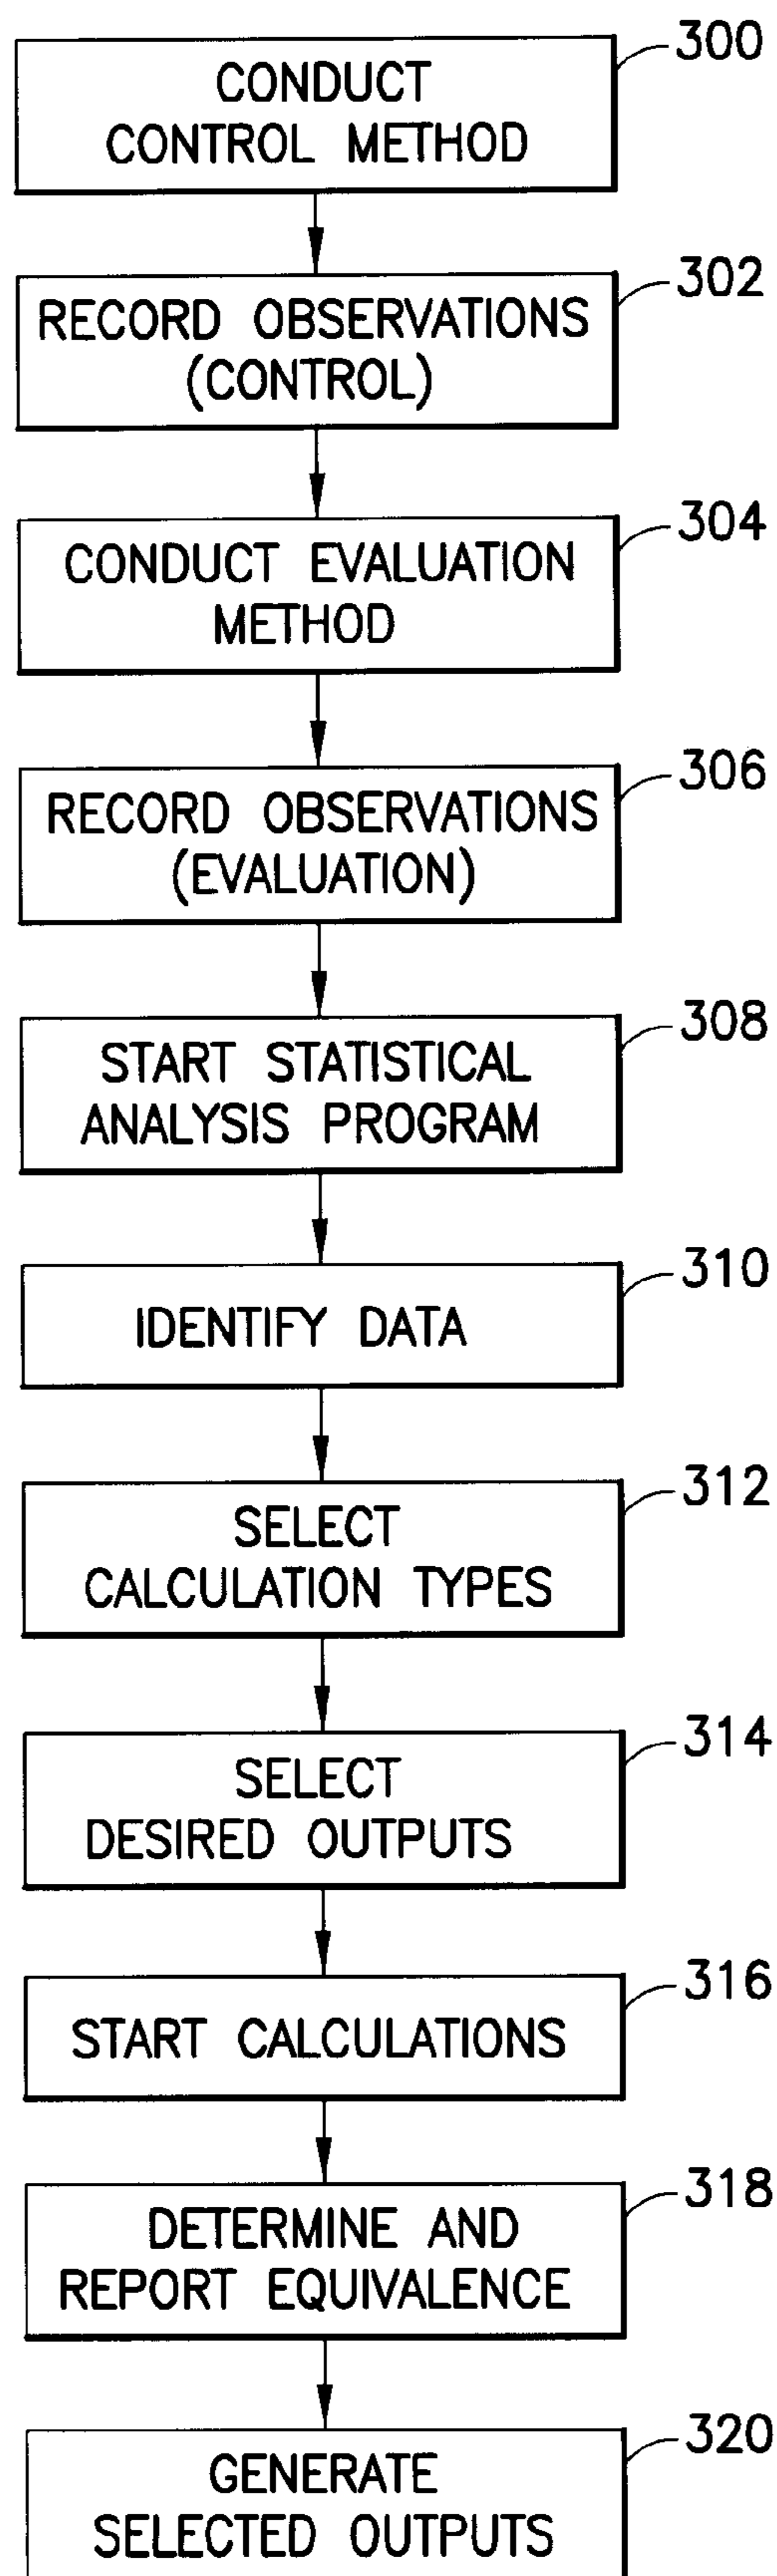 300
CONDUCT
CONTROL METHOD
302
RECORD OBSERVATIONS
(CONTROL)
304
CONDUCT EVALUATION
METHOD
306
RECORD OBSERVATIONS
(EVALUATION)
308
START STATISTICAL
ANALYSIS PROGRAM
310
IDENTIFY DATA
312
SELECT
CALCULATION TYPES
314
SELECT
DESIRED OUTPUTS
316
START CALCULATIONS
318
DETERMINE AND
REPORT EQUIVALENCE
320
GENERATE
SELECTED OUTPUTS